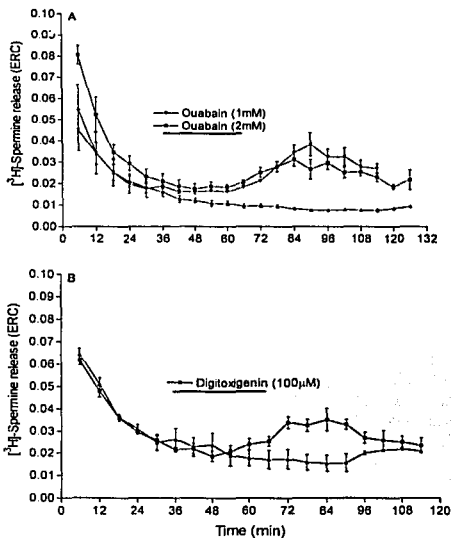 A
[³H]-Spermine release (ERC)
0.10
0.09
0.08
0.07
0.06
0.05
0.04
0.03
0.02
0.01
0.00
Ouabain (1mM)
Ouabain (2mM)
0 12 24 36 48 60 72 84 96 108 120 132
B
[³H]-Spermine release (ERC)
0.10
0.09
0.08
0.07
0.06
0.05
0.04
0.03
0.02
0.01
0.00
Digitoxigenin (100µM)
0 12 24 36 48 60 72 84 96 108 120
Time (min)